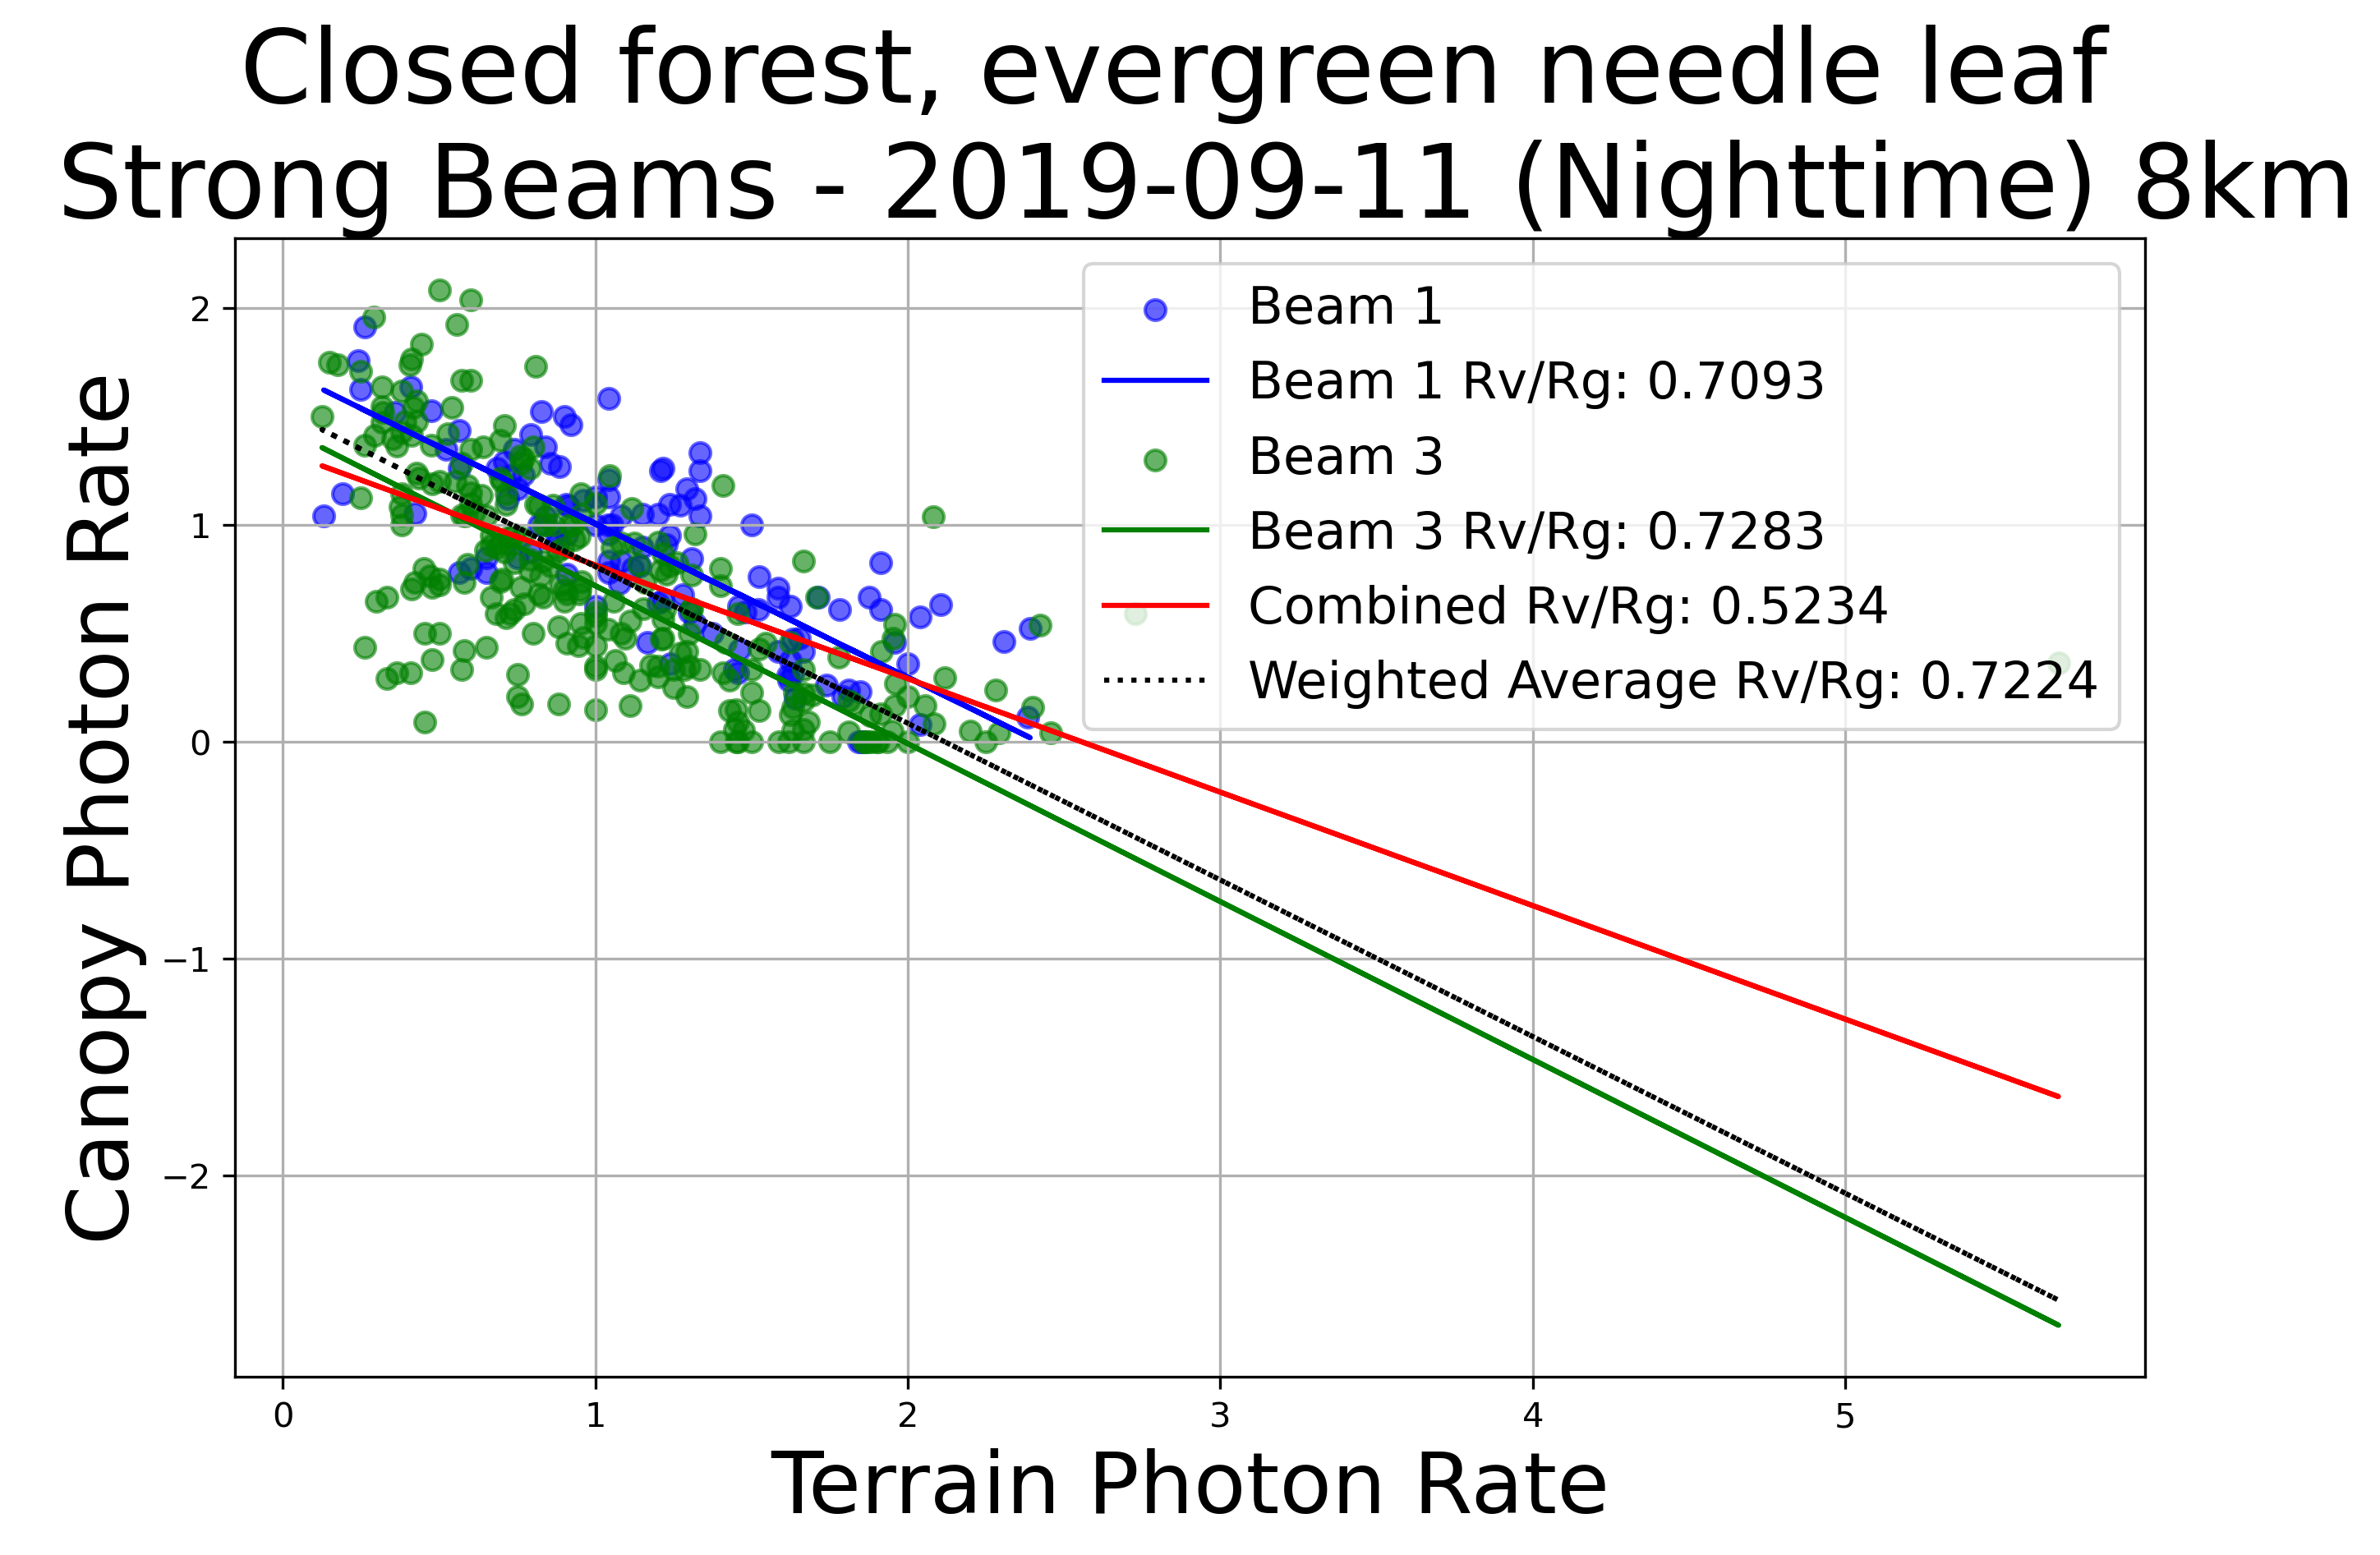 Closed forest, evergreen needle leaf
Strong Beams - 2019-09-11 (Nighttime) 8km
Canopy Photon Rate
2
1
0
−1
−2
Beam 1
Beam 1 Rv/Rg: 0.7093
Beam 3
Beam 3 Rv/Rg: 0.7283
Combined Rv/Rg: 0.5234
Weighted Average Rv/Rg: 0.7224
0 1 2 3 4 5
Terrain Photon Rate